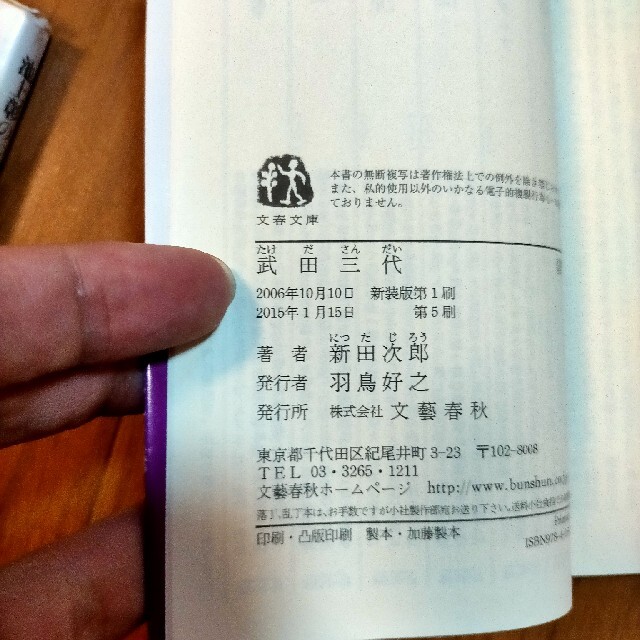 本書の無断複写は著作権法上での例外を除き
また、私的使用以外のいかなる電子的複製行為も
ておりません。
文春文庫
たけ だ さん だい
武田三代
2006年10月10日 新装版第1刷
2015年1月15日 第5刷
にっ た じ ろう
著者 新田次郎
発行者 羽鳥好之
発行所 株式会社 文藝春秋
東京都千代田区紀尾井町3-23 〒102-8008
TEL 03・3265・1211
文藝春秋ホームページ http://www.bunshun.co
落丁、乱丁本は、お手数ですが小社製作部宛お送り下さい。送料小社
印刷・凸版印刷 製本・加藤製本
ISBN978-4